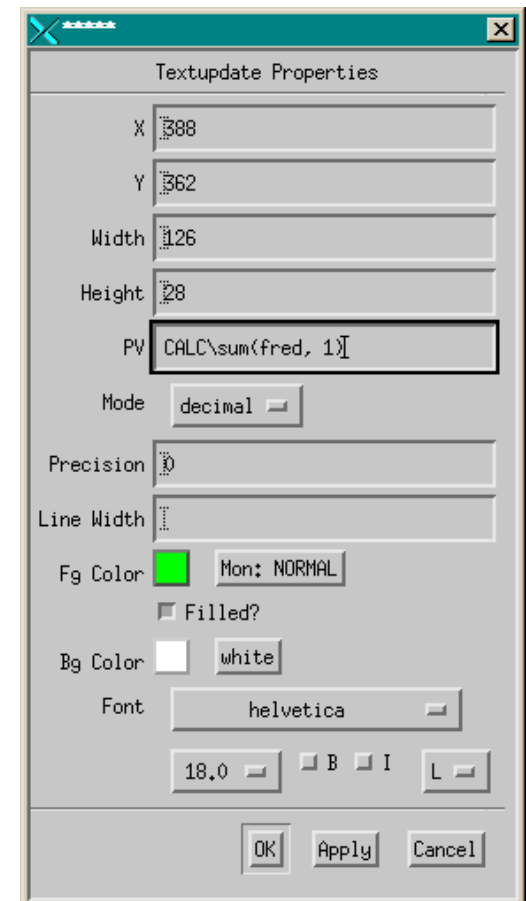 *****
Textupdate Properties
X 388
Y 362
Width 126
Height 28
PV CALC\sum(fred, 1)
Mode decimal
Precision 0
Line Width
Fg Color Mon: NORMAL
Filled?
Bg Color white
Font helvetica
18.0 B I L
OK Apply Cancel